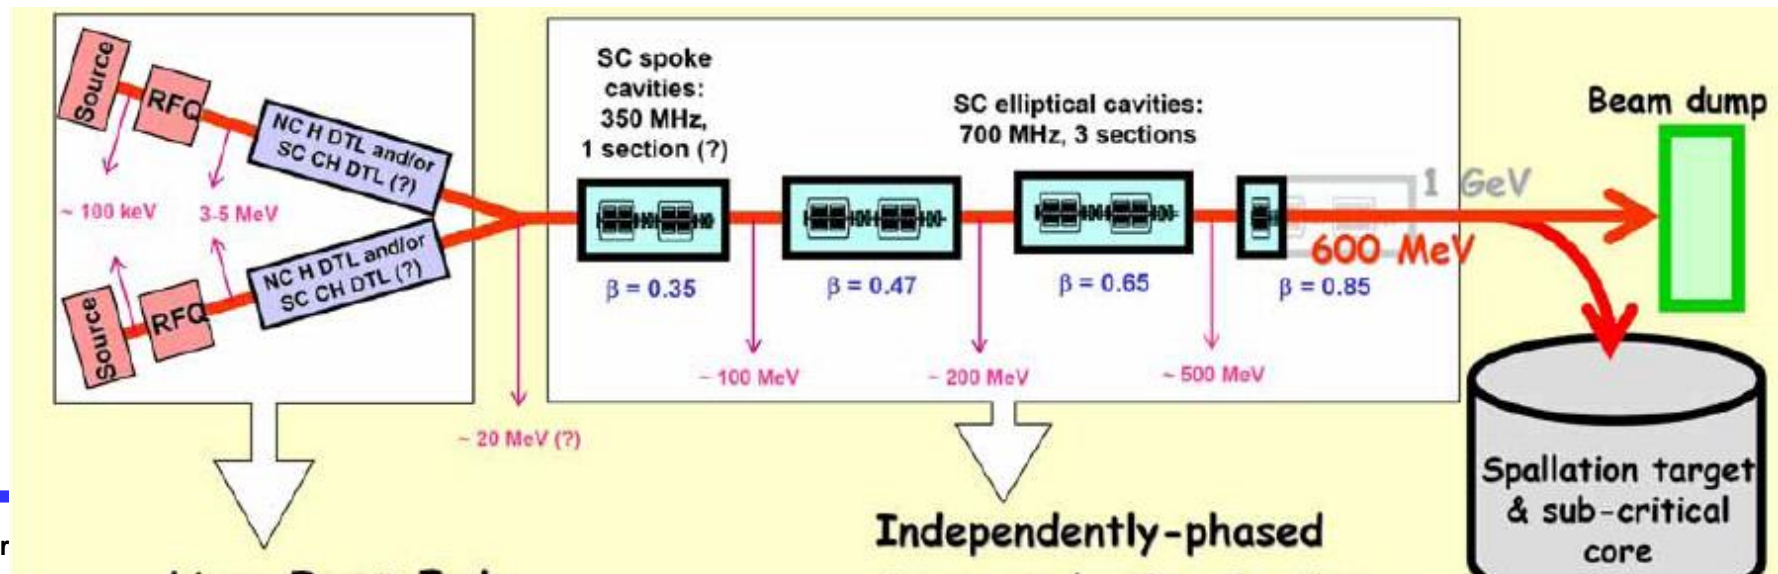 Source
RFQ
NC H DTL and/or
SC CH DTL (?)
~ 100 keV
3-5 MeV
Source
RFQ
NC H DTL and/or
SC CH DTL (?)
~ 20 MeV (?)
SC spoke
cavities:
350 MHz,
1 section (?)
SC elliptical cavities:
700 MHz, 3 sections
β = 0.35
β = 0.47
β = 0.65
β = 0.85
~ 100 MeV
~ 200 MeV
~ 500 MeV
1 GeV
600 MeV
Beam dump
Spallation target
& sub-critical
core
Independently-phased
r